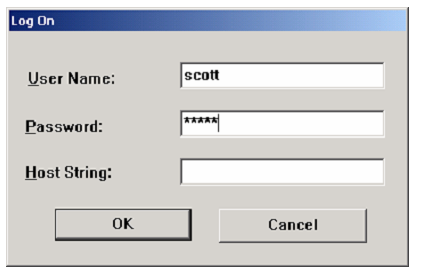 Log On
User Name: scott
Password: *****
Host String:
OK Cancel